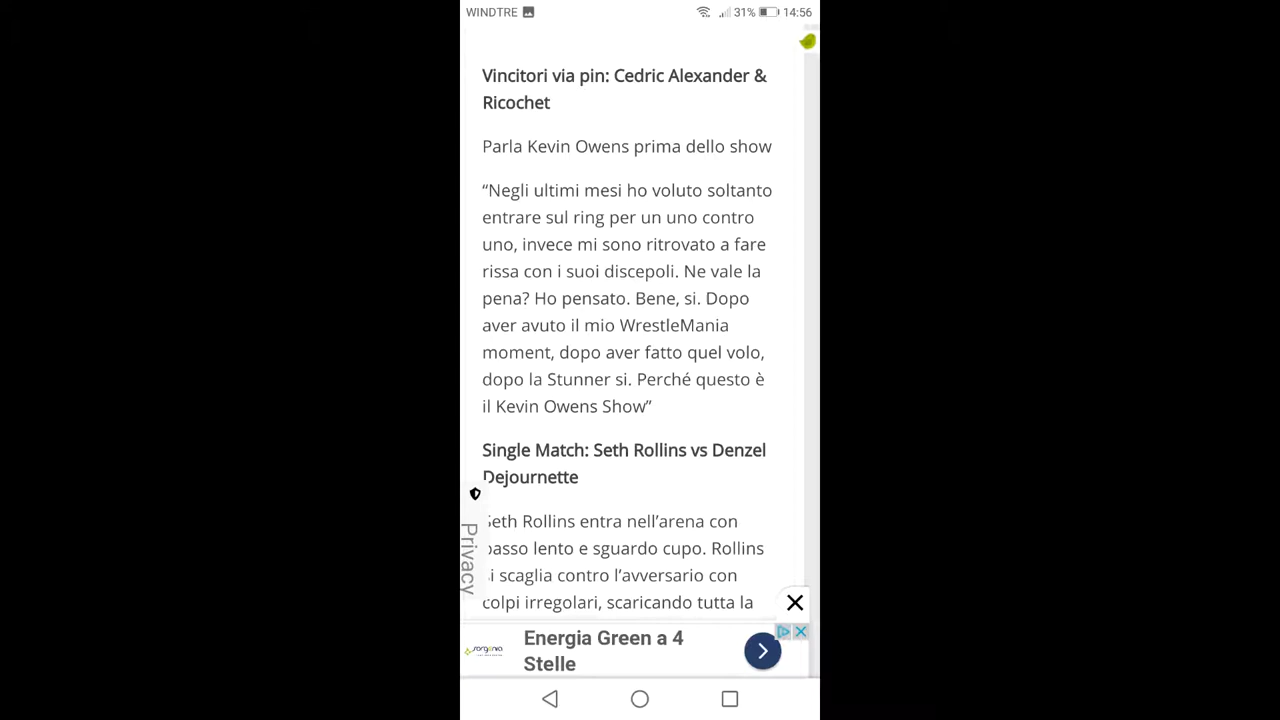 WINDTRE 31% 14:56
Vincitori via pin: Cedric Alexander &
Ricochet
Parla Kevin Owens prima dello show
“Negli ultimi mesi ho voluto soltanto
entrare sul ring per un uno contro
uno, invece mi sono ritrovato a fare
rissa con i suoi discepoli. Ne vale la
pena? Ho pensato. Bene, si. Dopo
aver avuto il mio WrestleMania
moment, dopo aver fatto quel volo,
dopo la Stunner si. Perché questo è
il Kevin Owens Show”
Single Match: Seth Rollins vs Denzel
Dejournette
Seth Rollins entra nell’arena con
passo lento e sguardo cupo. Rollins
si scaglia contro l’avversario con
colpi irregolari, scaricando tutta la
Privacy
sorgenia
Energia Green a 4
Stelle